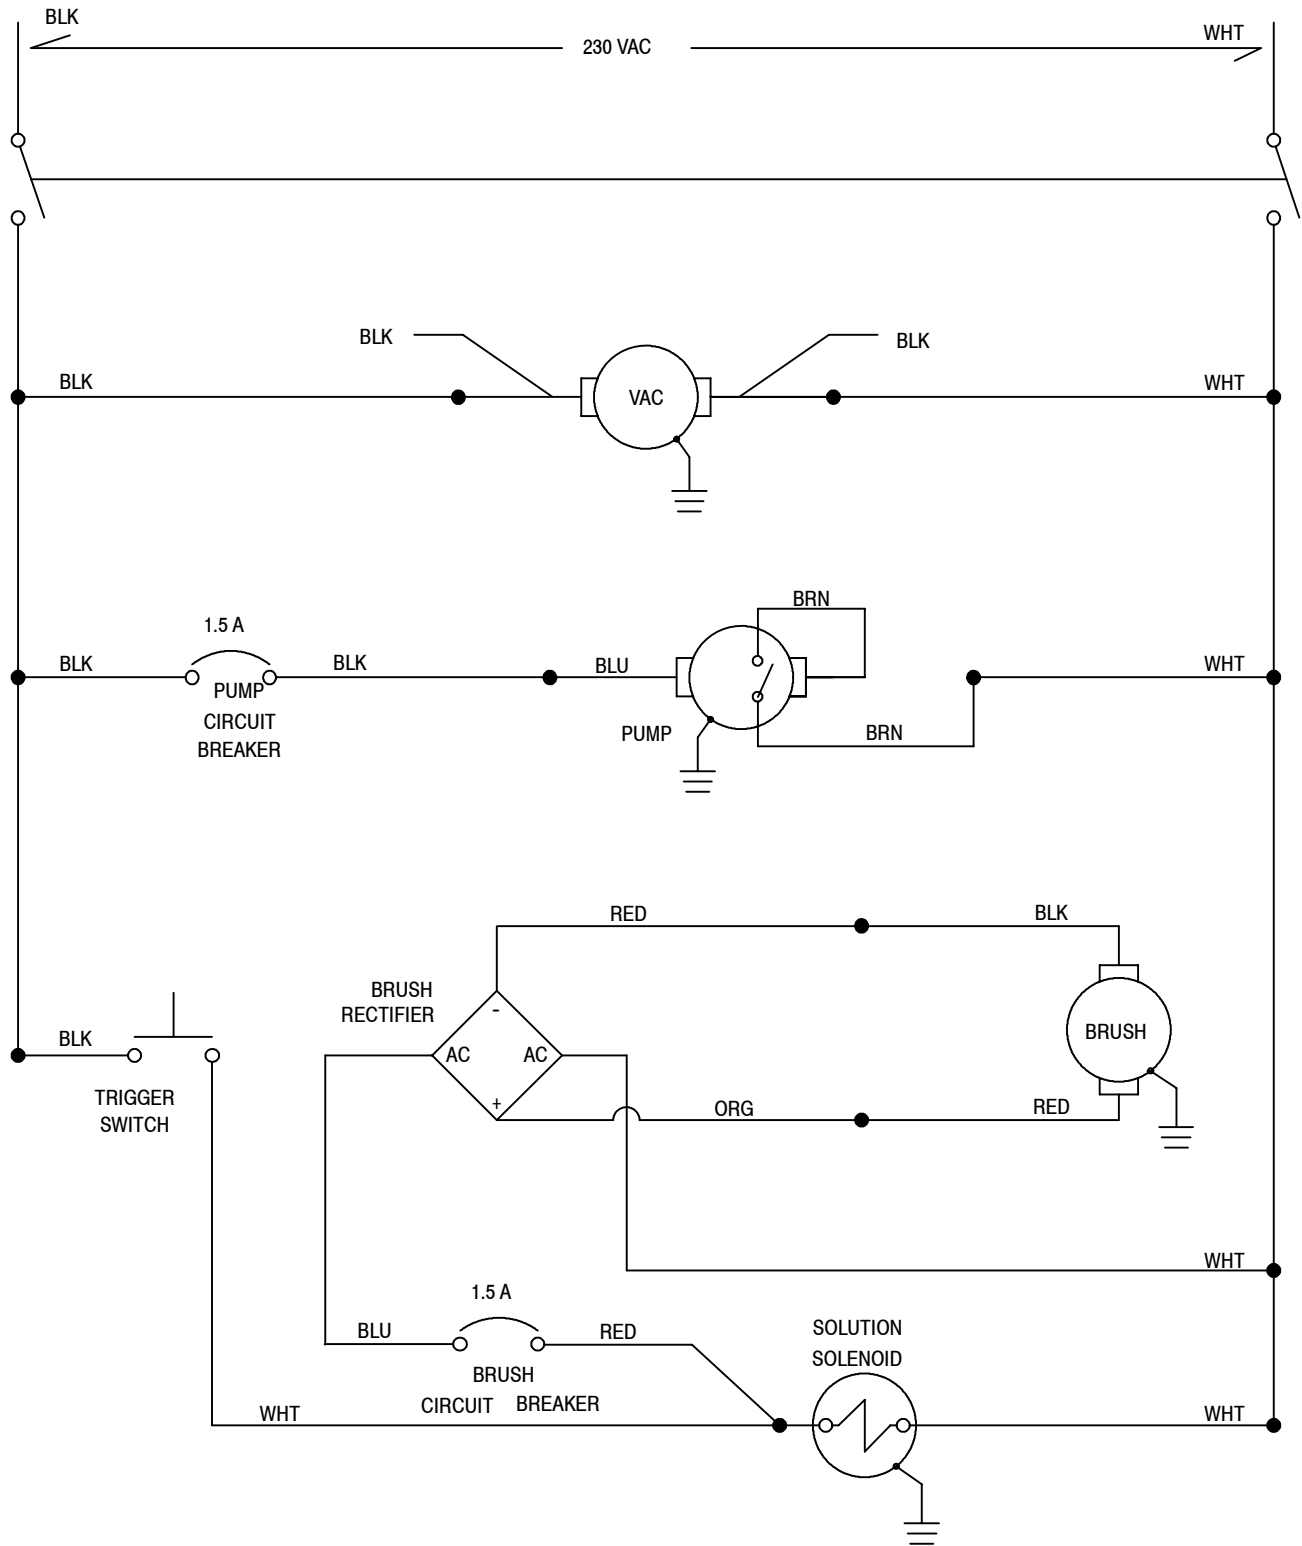 BLK
230 VAC
WHT
BLK
BLK
BLK
VAC
WHT
1.5 A
BRN
BLK
BLK
BLU
WHT
PUMP
CIRCUIT
BREAKER
PUMP
BRN
RED
BLK
BRUSH
RECTIFIER
-
BLK
AC
AC
BRUSH
TRIGGER
SWITCH
+
ORG
RED
WHT
1.5 A
BLU
RED
SOLUTION
SOLENOID
BRUSH
CIRCUIT BREAKER
WHT
WHT